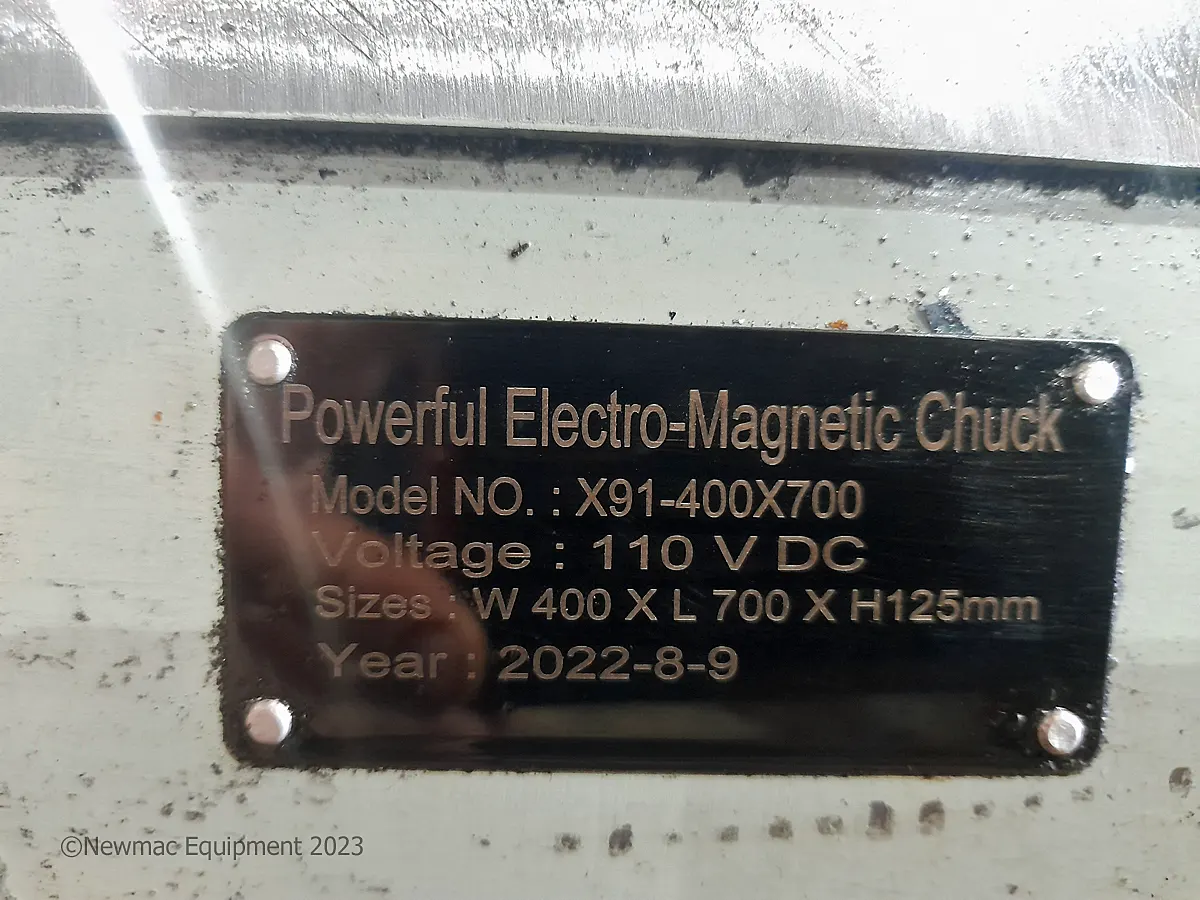 Powerful Electro-Magnetic Chuck
Model NO. : X91-400X700
Voltage : 110 V DC
Sizes : W 400 X L 700 X H125mm
Year : 2022-8-9
©Newmac Equipment 2023